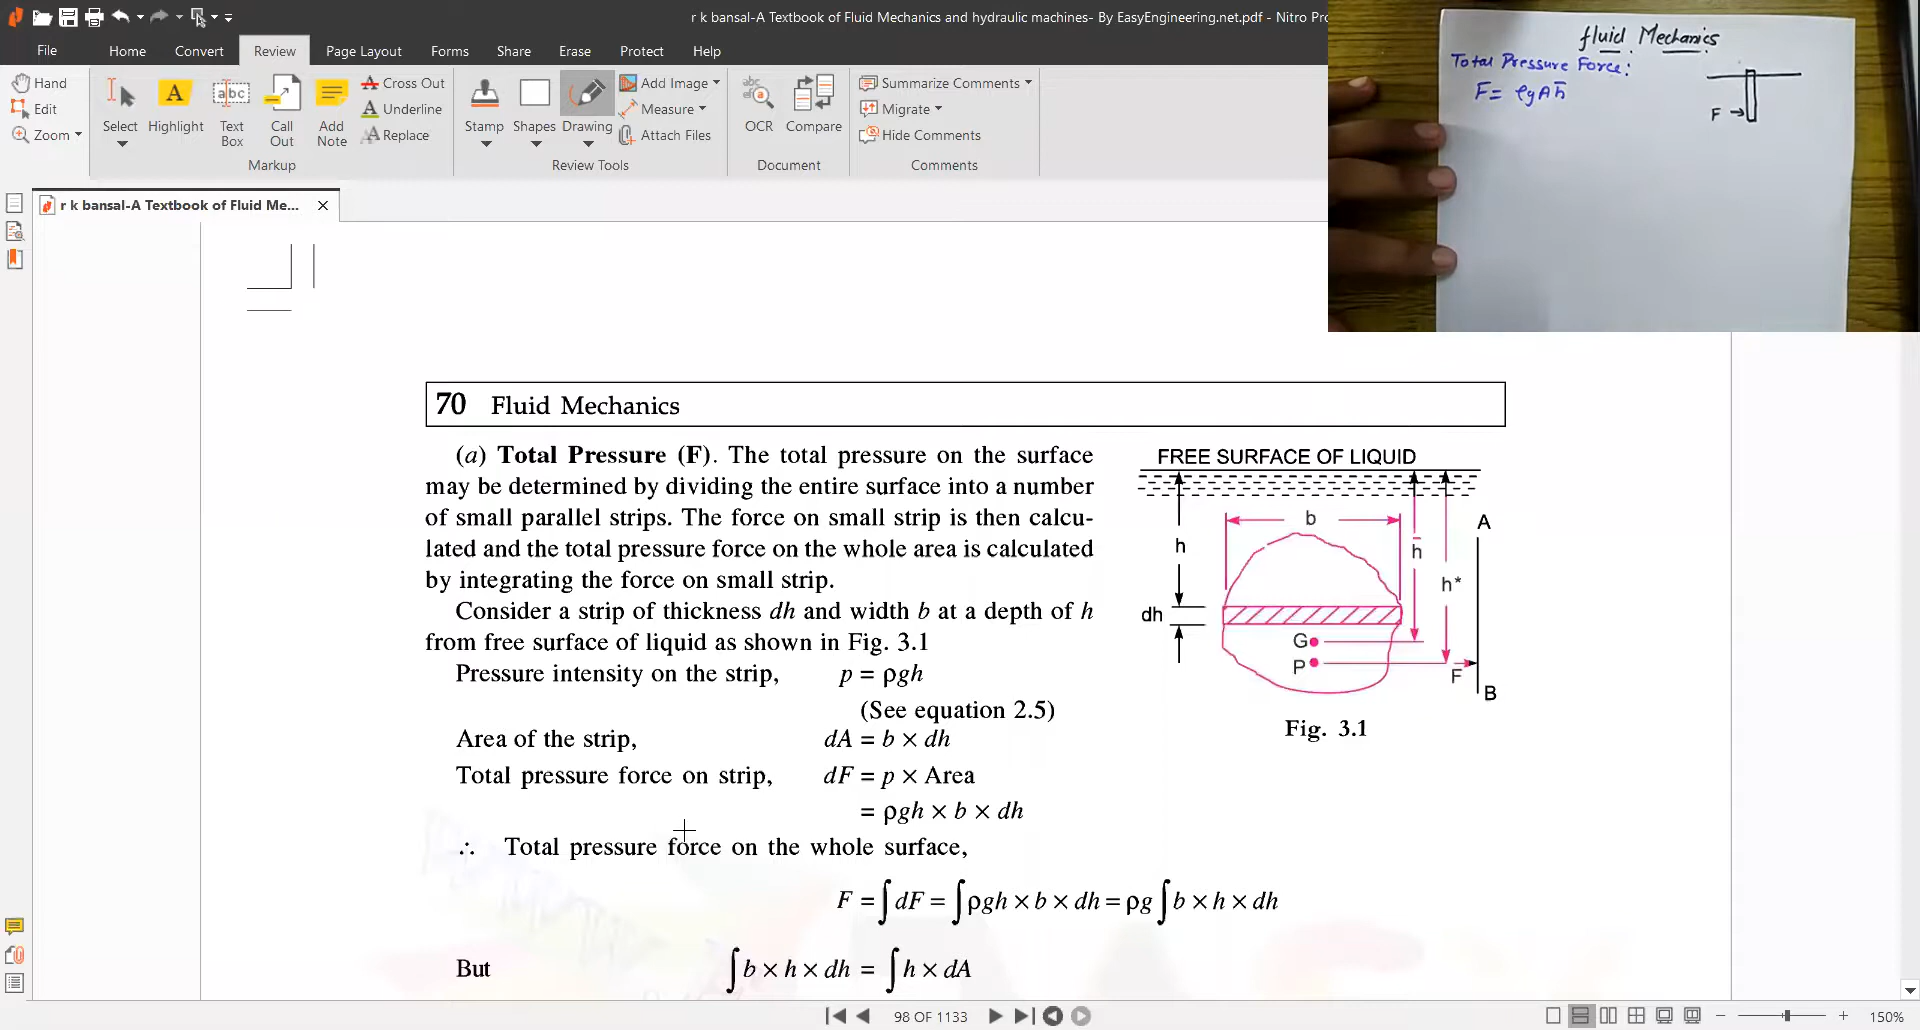 r k bansal-A Textbook of Fluid Mechanics and hydraulic machines- By EasyEngineering.net.pdf - Nitro Pro
File Home Convert Review Page Layout Forms Share Erase Protect Help
Hand
Edit
Zoom
Select
Highlight
Text Box
Call Out
Add Note
Cross Out
Underline
Replace
Markup
Stamp
Shapes
Drawing
Add Image
Measure
Attach Files
Review Tools
OCR
Compare
Document
Summarize Comments
Migrate
Hide Comments
Comments
r k bansal-A Textbook of Fluid Me...
fluid Mechanics
Total Pressure Force:
F = ρgAh̄
F
70 Fluid Mechanics
(a) Total Pressure (F). The total pressure on the surface
may be determined by dividing the entire surface into a number
of small parallel strips. The force on small strip is then calcu-
lated and the total pressure force on the whole area is calculated
by integrating the force on small strip.
Consider a strip of thickness dh and width b at a depth of h
from free surface of liquid as shown in Fig. 3.1
Pressure intensity on the strip, p = ρgh
(See equation 2.5)
Area of the strip, dA = b × dh
Total pressure force on strip, dF = p × Area
= ρgh × b × dh
∴ Total pressure force on the whole surface,
F = ∫ dF = ∫ ρgh × b × dh = ρg ∫ b × h × dh
But ∫ b × h × dh = ∫ h × dA
FREE SURFACE OF LIQUID
b
A
h
h̄
h*
dh
G
P
F
B
Fig. 3.1
98 OF 1133
150%